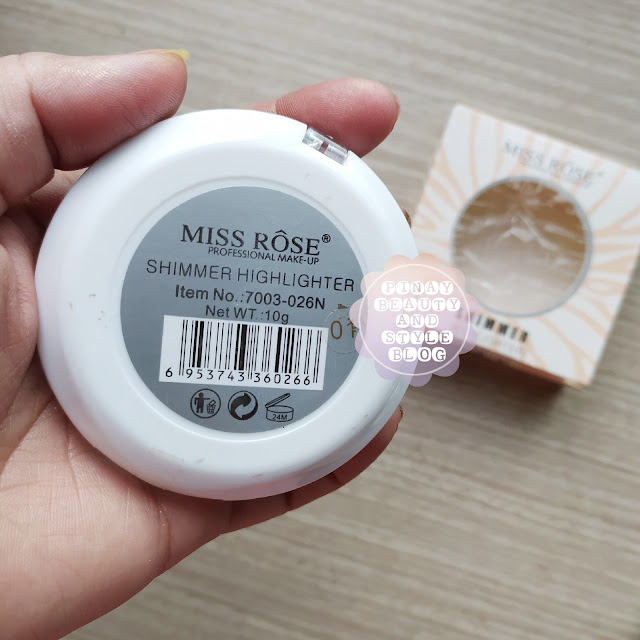 MISS RÔSE®
PROFESSIONAL MAKE-UP
SHIMMER HIGHLIGHTER
Item No.:7003-026N
Net WT.:10g
6 953743 360266
24M
MISS RÔSE®
PINAY
BEAUTY
AND
STYLE
BLOG